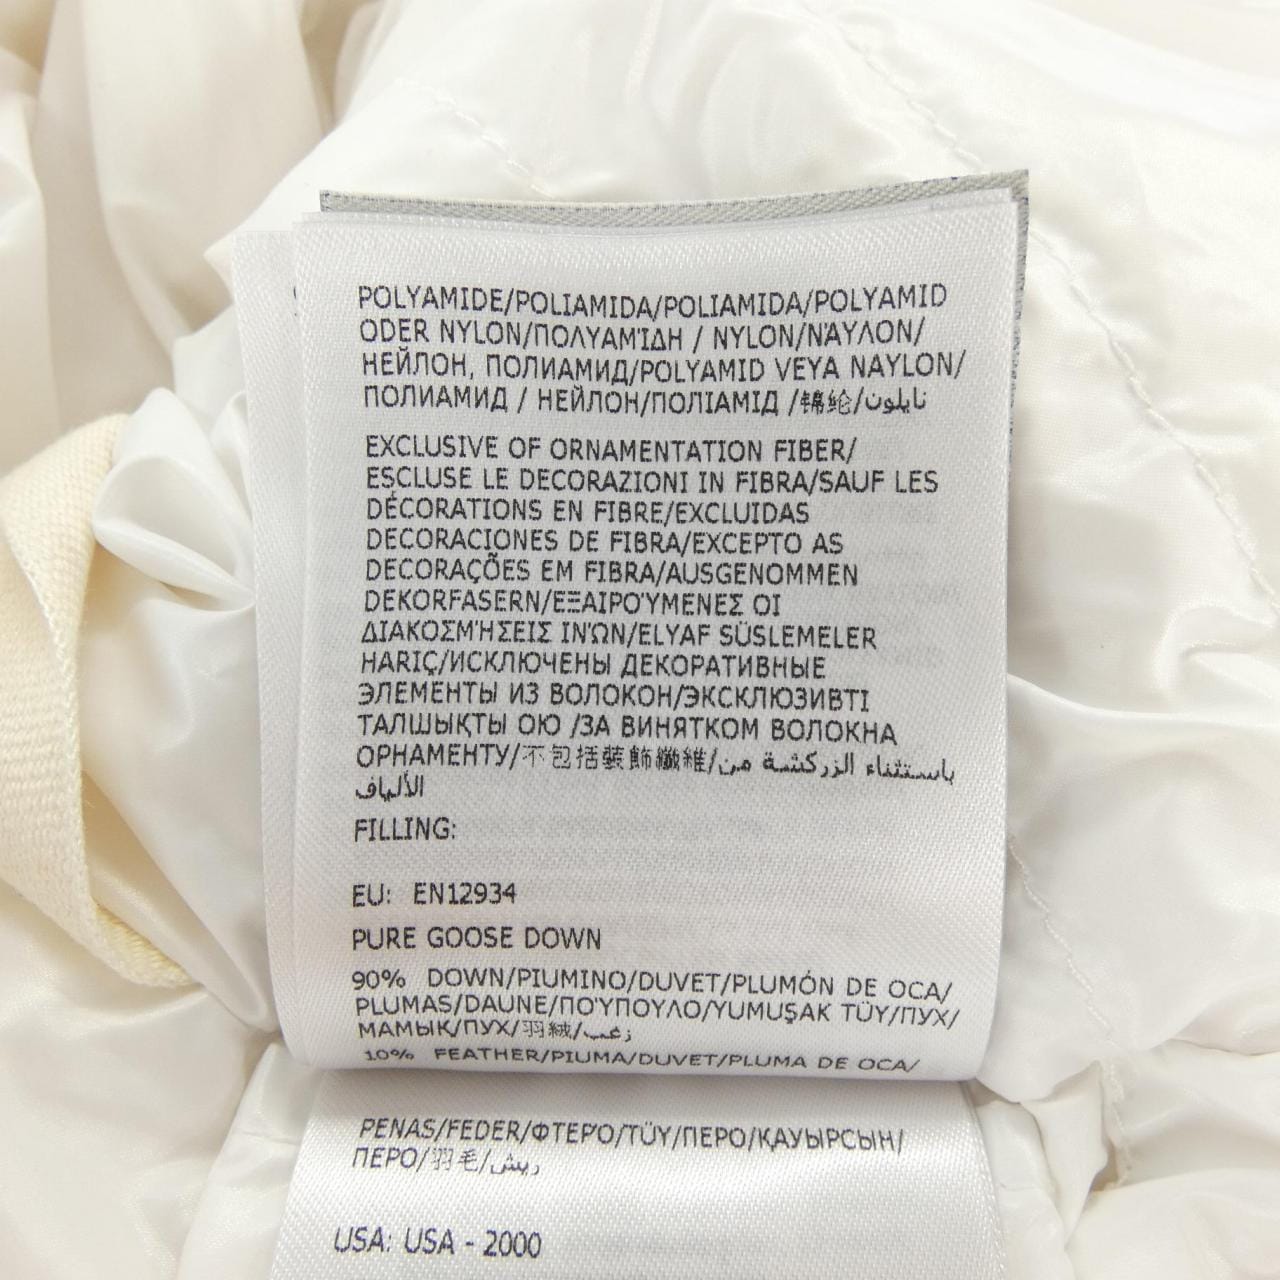 POLYAMIDE/POLIAMIDA/POLIAMIDA/POLYAMID
ODER NYLON/ΠΟΛΥΑΜΊΔΗ / NYLON/ΝΆΥΛΟΝ/
НЕЙЛОН, ПОЛИАМИД/POLYAMID VEYA NAYLON/
ПОЛИАМИД / НЕЙЛОН/ПОЛІАМІД /锦纶/نايلون
EXCLUSIVE OF ORNAMENTATION FIBER/
ESCLUSE LE DECORAZIONI IN FIBRA/SAUF LES
DÉCORATIONS EN FIBRE/EXCLUIDAS
DECORACIONES DE FIBRA/EXCEPTO AS
DECORAÇÕES EM FIBRA/AUSGENOMMEN
DEKORFASERN/ΕΞΑΙΡΟΎΜΕΝΕΣ ΟΙ
ΔΙΑΚΟΣΜΉΣΕΙΣ ΙΝΏΝ/ELYAF SÜSLEMELER
HARIÇ/ИСКЛЮЧЕНЫ ДЕКОРАТИВНЫЕ
ЭЛЕМЕНТЫ ИЗ ВОЛОКОН/ЭКСКЛЮЗИВТІ
ТАЛШЫҚТЫ ОЮ /ЗА ВИНЯТКОМ ВОЛОКНА
ОРНАМЕНТУ/不包括裝飾纖維/باستثناء الزركشة من
الألياف
FILLING:
EU: EN12934
PURE GOOSE DOWN
90% DOWN/PIUMINO/DUVET/PLUMÓN DE OCA/
PLUMAS/DAUNE/ΠΟΎΠΟΥΛΟ/YUMUŞAK TÜY/ПУХ/
МАМЫК/ПУХ/羽絨/زغب
10% FEATHER/PIUMA/DUVET/PLUMA DE OCA/
PENAS/FEDER/ΦΤΕΡΌ/TÜY/ПЕРО/ҚАУЫРСЫН/
ПЕРО/羽毛/ريش
USA: USA - 2000